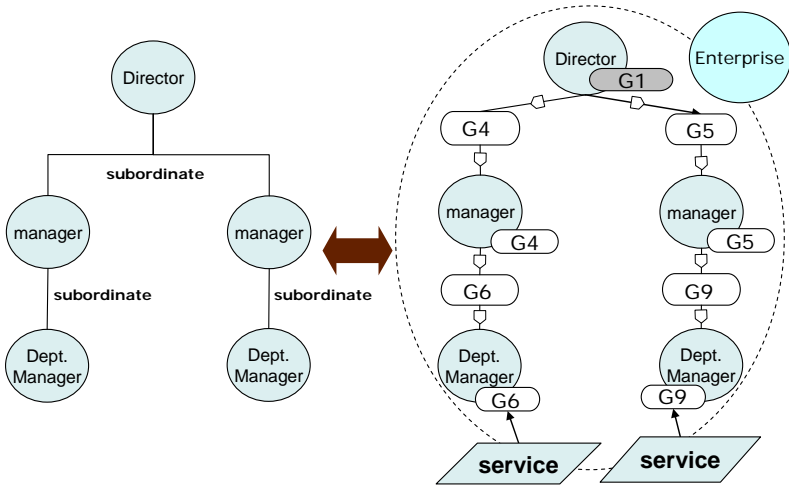 Director
subordinate
manager
manager
subordinate
subordinate
Dept.
Manager
Dept.
Manager
Director
G1
Enterprise
G4
G5
manager
G4
manager
G5
G6
G9
Dept.
Manager
G6
Dept.
Manager
G9
service
service